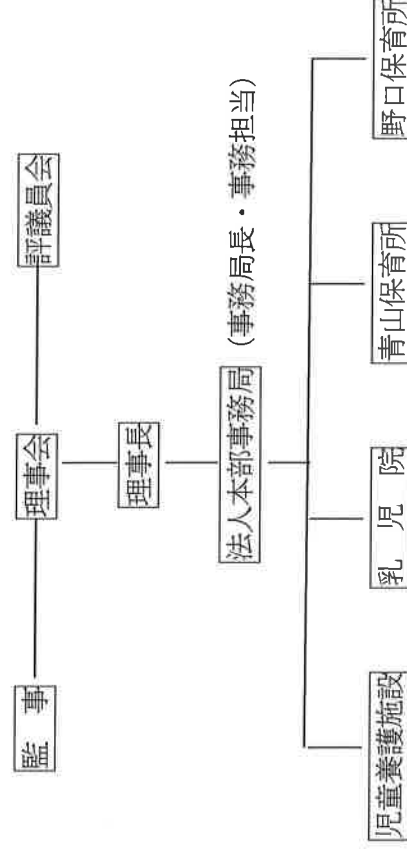 監 事
理事会
評議員会
理事長
法人本部事務局 (事務局長・事務担当)
児童養護施設
乳 児 院
青山保育所
野口保育所